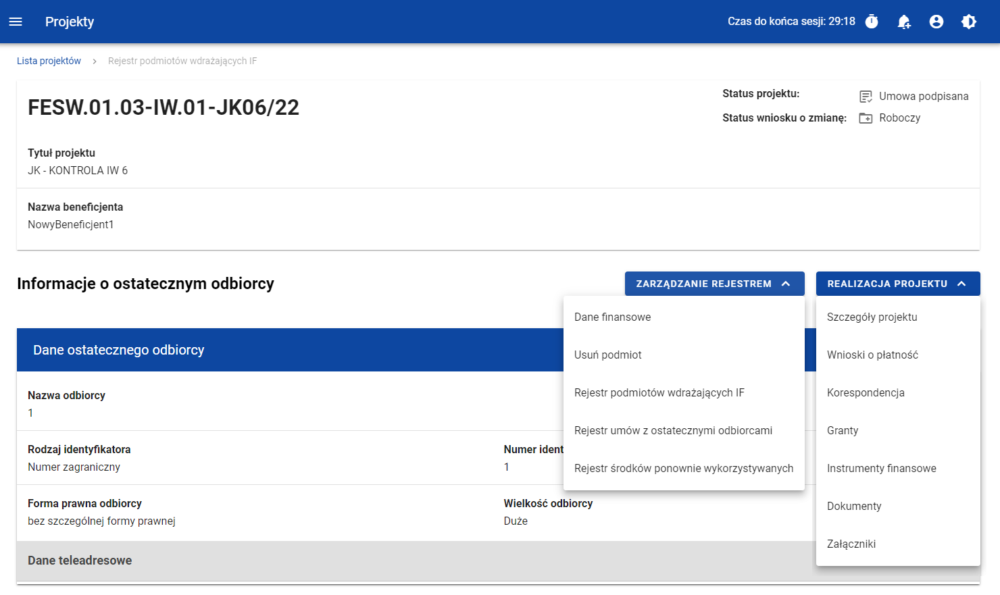 Projekty
Czas do końca sesji: 29:18
Lista projektów > Rejestr podmiotów wdrażających IF
FESW.01.03-IW.01-JK06/22
Status projektu: Umowa podpisana
Status wniosku o zmianę: Roboczy
Tytuł projektu
JK - KONTROLA IW 6
Nazwa beneficjenta
NowyBeneficjent1
Informacje o ostatecznym odbiorcy
ZARZĄDZANIE REJESTREM
Dane finansowe
Usuń podmiot
Rejestr podmiotów wdrażających IF
Rejestr umów z ostatecznymi odbiorcami
Rejestr środków ponownie wykorzystywanych
REALIZACJA PROJEKTU
Szczegóły projektu
Wnioski o płatność
Korespondencja
Granty
Instrumenty finansowe
Dokumenty
Załączniki
Dane ostatecznego odbiorcy
Nazwa odbiorcy
1
Rodzaj identyfikatora
Numer zagraniczny
Numer ident
1
Forma prawna odbiorcy
bez szczególnej formy prawnej
Wielkość odbiorcy
Duże
Dane teleadresowe